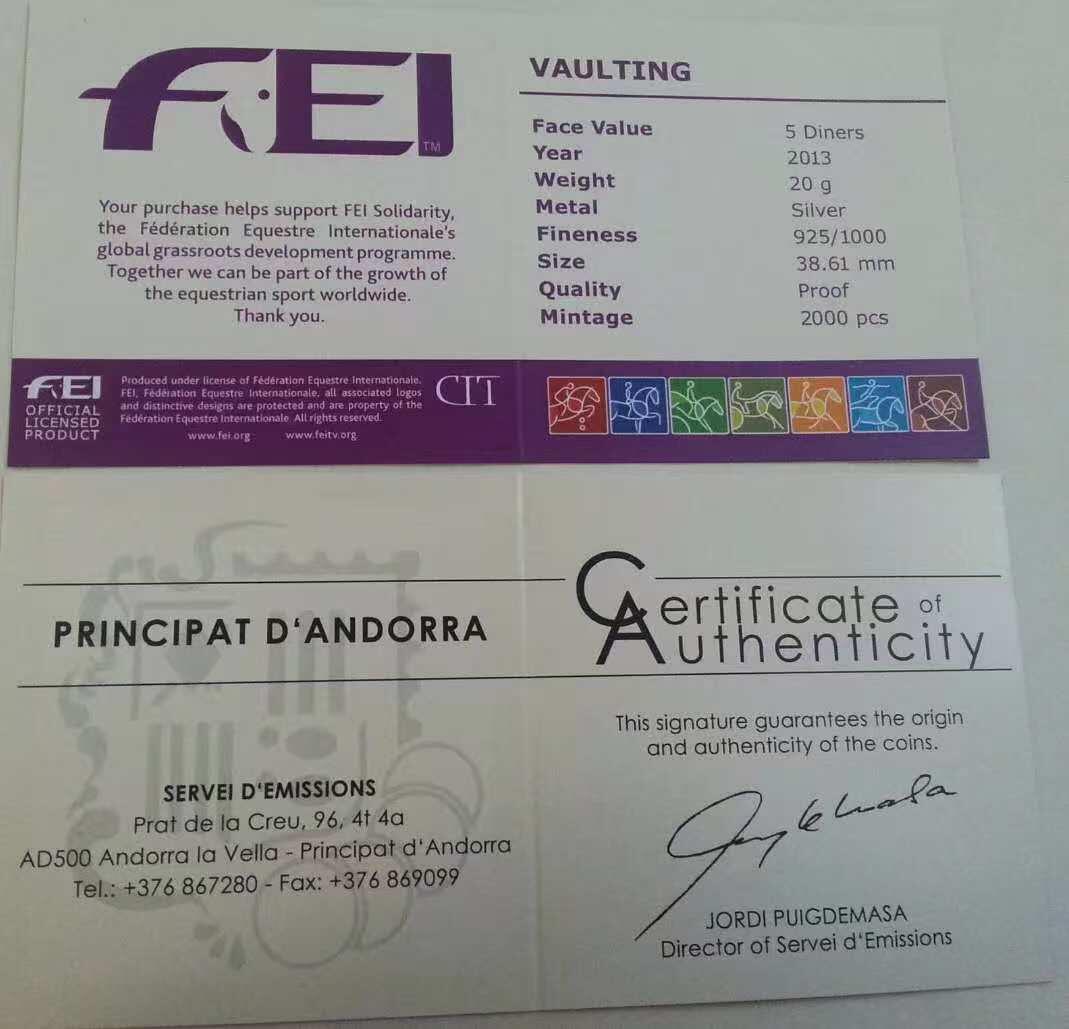 FEI
TM
Your purchase helps support FEI Solidarity,
the Fédération Equestre Internationale's
global grassroots development programme.
Together we can be part of the growth of
the equestrian sport worldwide.
Thank you.
VAULTING
Face Value 5 Diners
Year 2013
Weight 20 g
Metal Silver
Fineness 925/1000
Size 38.61 mm
Quality Proof
Mintage 2000 pcs
FEI
OFFICIAL
LICENSED
PRODUCT
Produced under license of Fédération Equestre Internationale.
FEI, Fédération Equestre Internationale, all associated logos
and distinctive designs are protected and are property of the
Fédération Equestre Internationale. All rights reserved.
www.fei.org www.feitv.org
CIT
PRINCIPAT D'ANDORRA
SERVEI D'EMISSIONS
Prat de la Creu, 96, 4t 4a
AD500 Andorra la Vella - Principat d'Andorra
Tel.: +376 867280 - Fax: +376 869099
Certificate of
Authenticity
This signature guarantees the origin
and authenticity of the coins.
JORDI PUIGDEMASA
Director of Servei d'Emissions